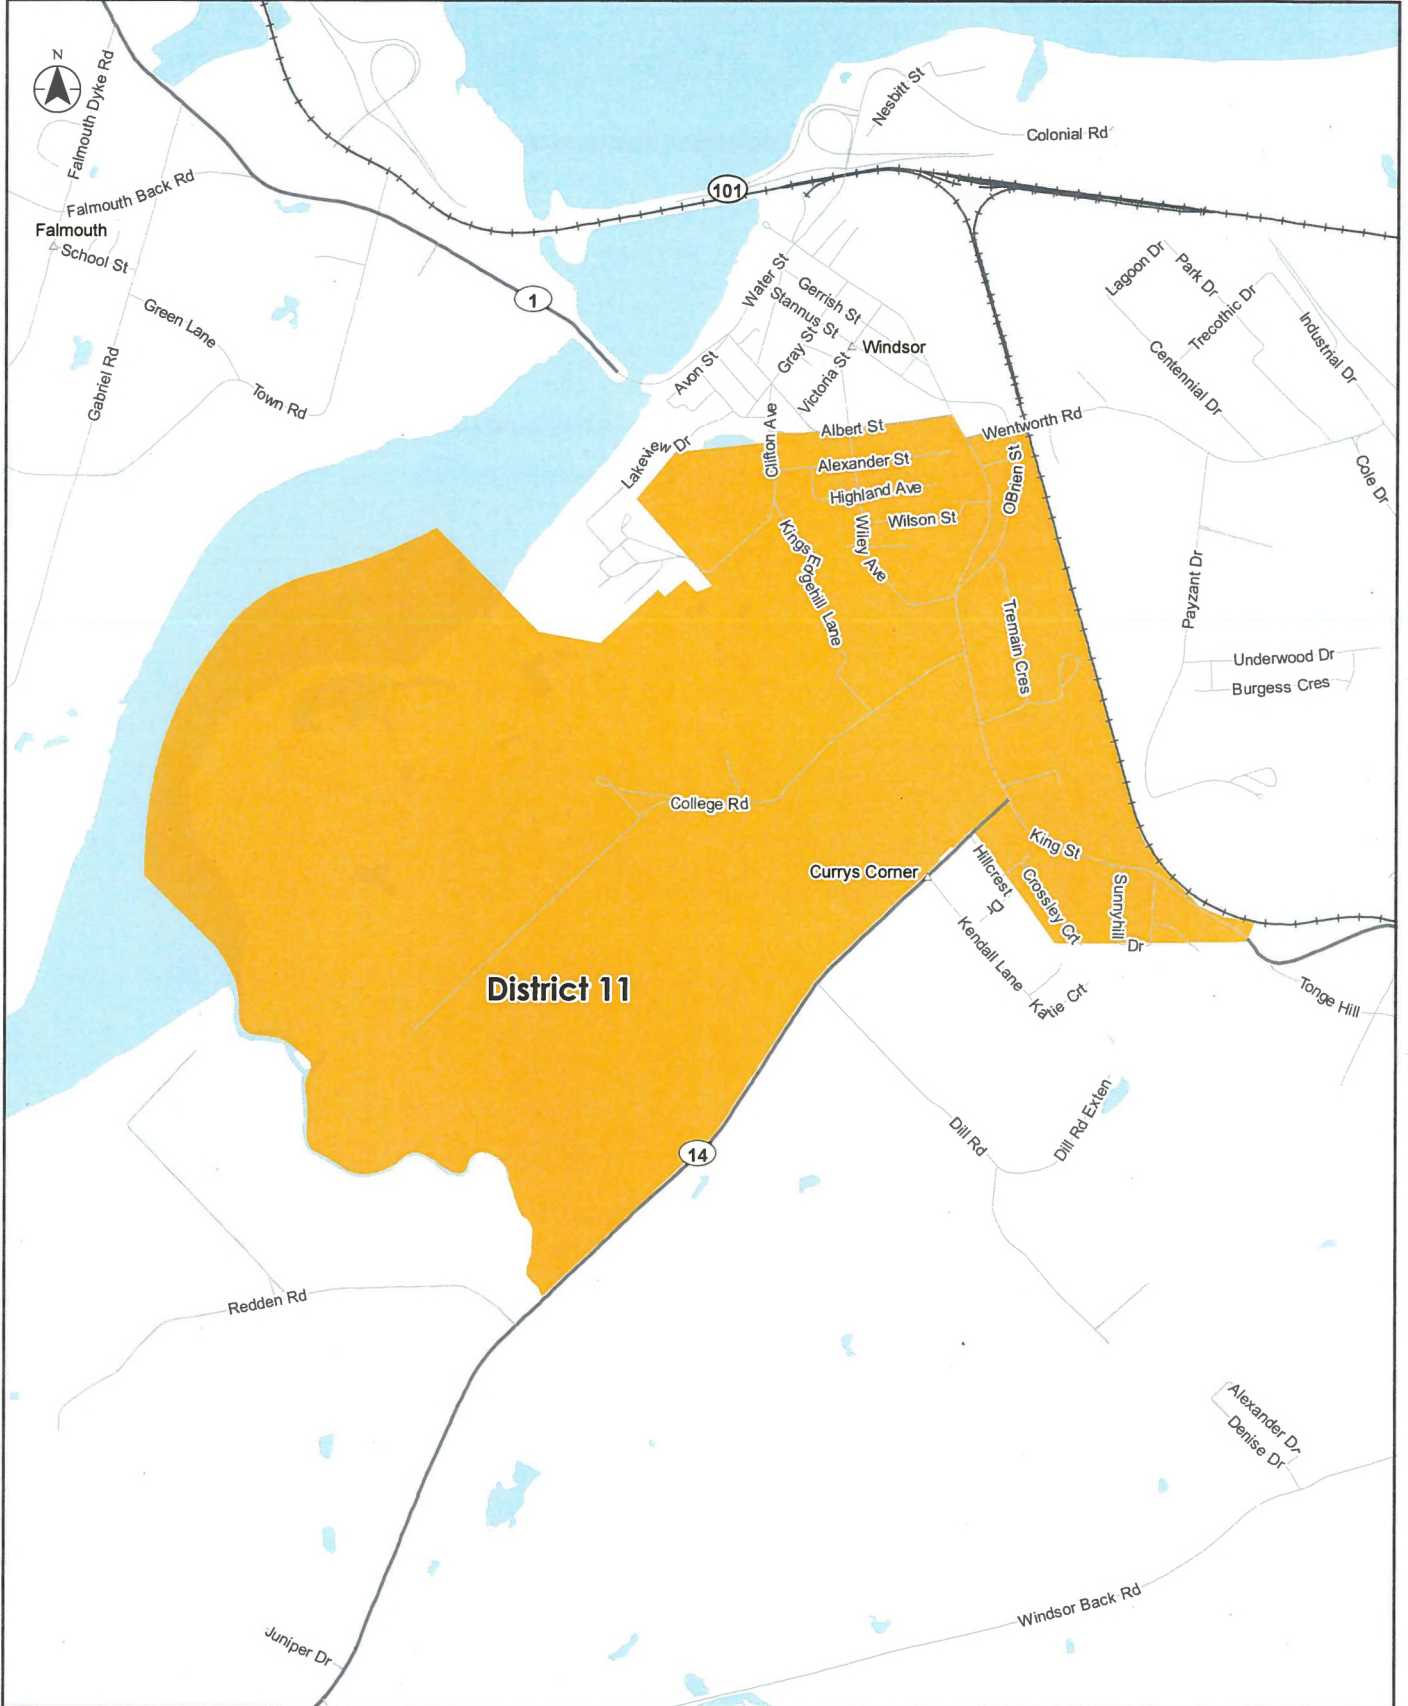 N
Falmouth Dyke Rd
Nesbitt St
Colonial Rd
101
Falmouth Back Rd
Falmouth
School St
Green Lane
Gabriel Rd
Town Rd
1
Water St
Gerrish St
Stannus St
Gray St
Windsor
Victoria St
Avon St
Lagoon Dr
Park Dr
Trecothic Dr
Industrial Dr
Centennial Dr
Cole Dr
Clifton Ave
Albert St
Wentworth Rd
Lakeview Dr
Alexander St
OBrien St
Highland Ave
Wilson St
Wiley Ave
Kings Edgehill Lane
Tremain Cres
Payzant Dr
Underwood Dr
Burgess Cres
College Rd
King St
Currys Corner
Hillcrest Dr
Crossley Crt
Sunnyhill Dr
Kendall Lane
Katie Crt
Tonge Hill
District 11
Dill Rd
Dill Rd Exten
14
Redden Rd
Alexander Dr
Denise Dr
Windsor Back Rd
Juniper Dr